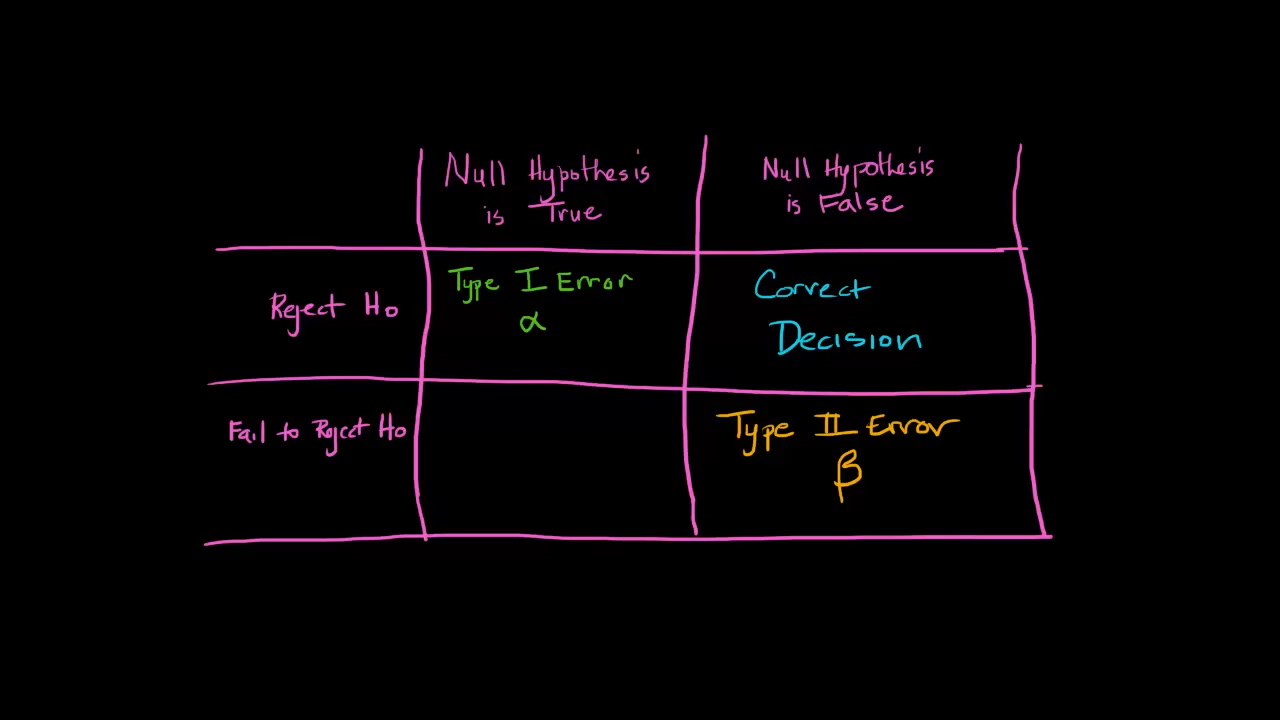 Null Hypothesis
is True
Null Hypothesis
is False
Reject Ho
Type I Error
α
Correct
Decision
Fail to Reject Ho
Type II Error
β